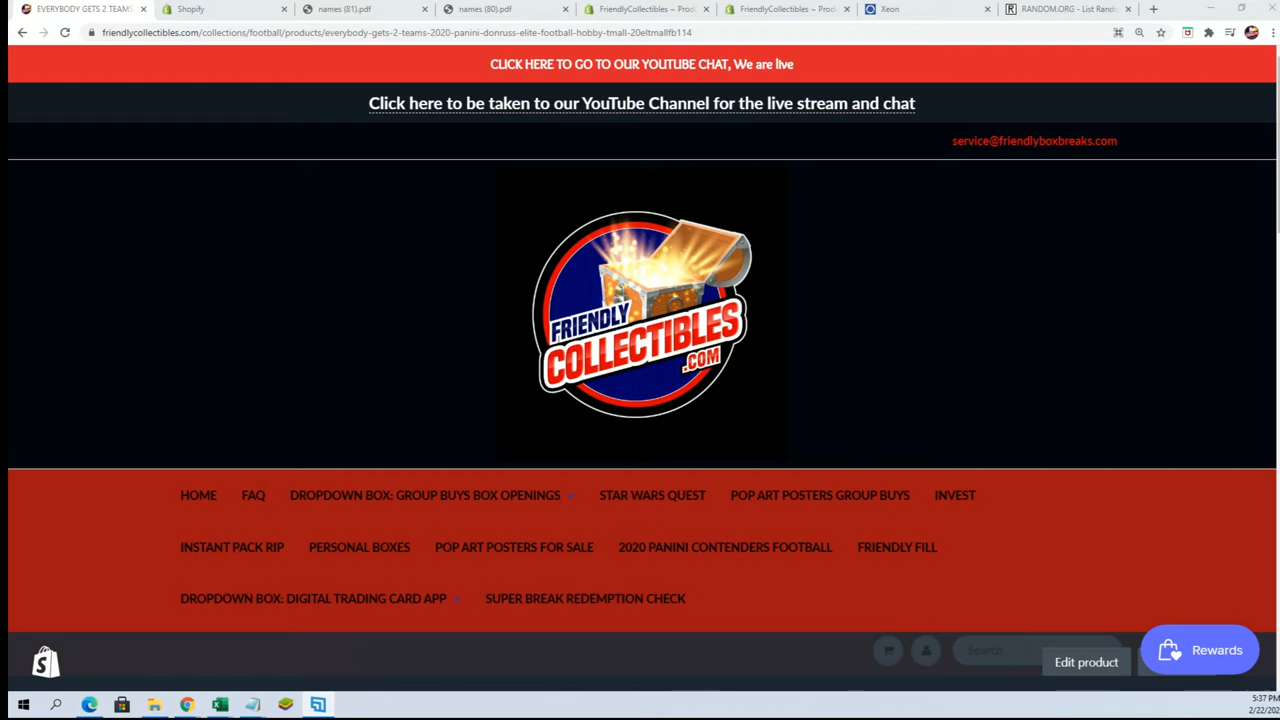 EVERYBODY GETS 2 TEAMS
Shopify
names (81).pdf
names (80).pdf
FriendlyCollectibles ~ Prod
FriendlyCollectibles ~ Prod
Xeon
RANDOM.ORG - List Rando
friendlycollectibles.com/collections/football/products/everybody-gets-2-teams-2020-panini-donruss-elite-football-hobby-tmall-20eltmallfb114
CLICK HERE TO GO TO OUR YOUTUBE CHAT, We are live
Click here to be taken to our YouTube Channel for the live stream and chat
service@friendlyboxbreaks.com
FRIENDLY
COLLECTIBLES
.COM
HOME FAQ DROPDOWN BOX: GROUP BUYS BOX OPENINGS STAR WARS QUEST POP ART POSTERS GROUP BUYS INVEST
INSTANT PACK RIP PERSONAL BOXES POP ART POSTERS FOR SALE 2020 PANINI CONTENDERS FOOTBALL FRIENDLY FILL
DROPDOWN BOX: DIGITAL TRADING CARD APP SUPER BREAK REDEMPTION CHECK
Search
Edit product
Rewards
5:37 PM
2/22/202